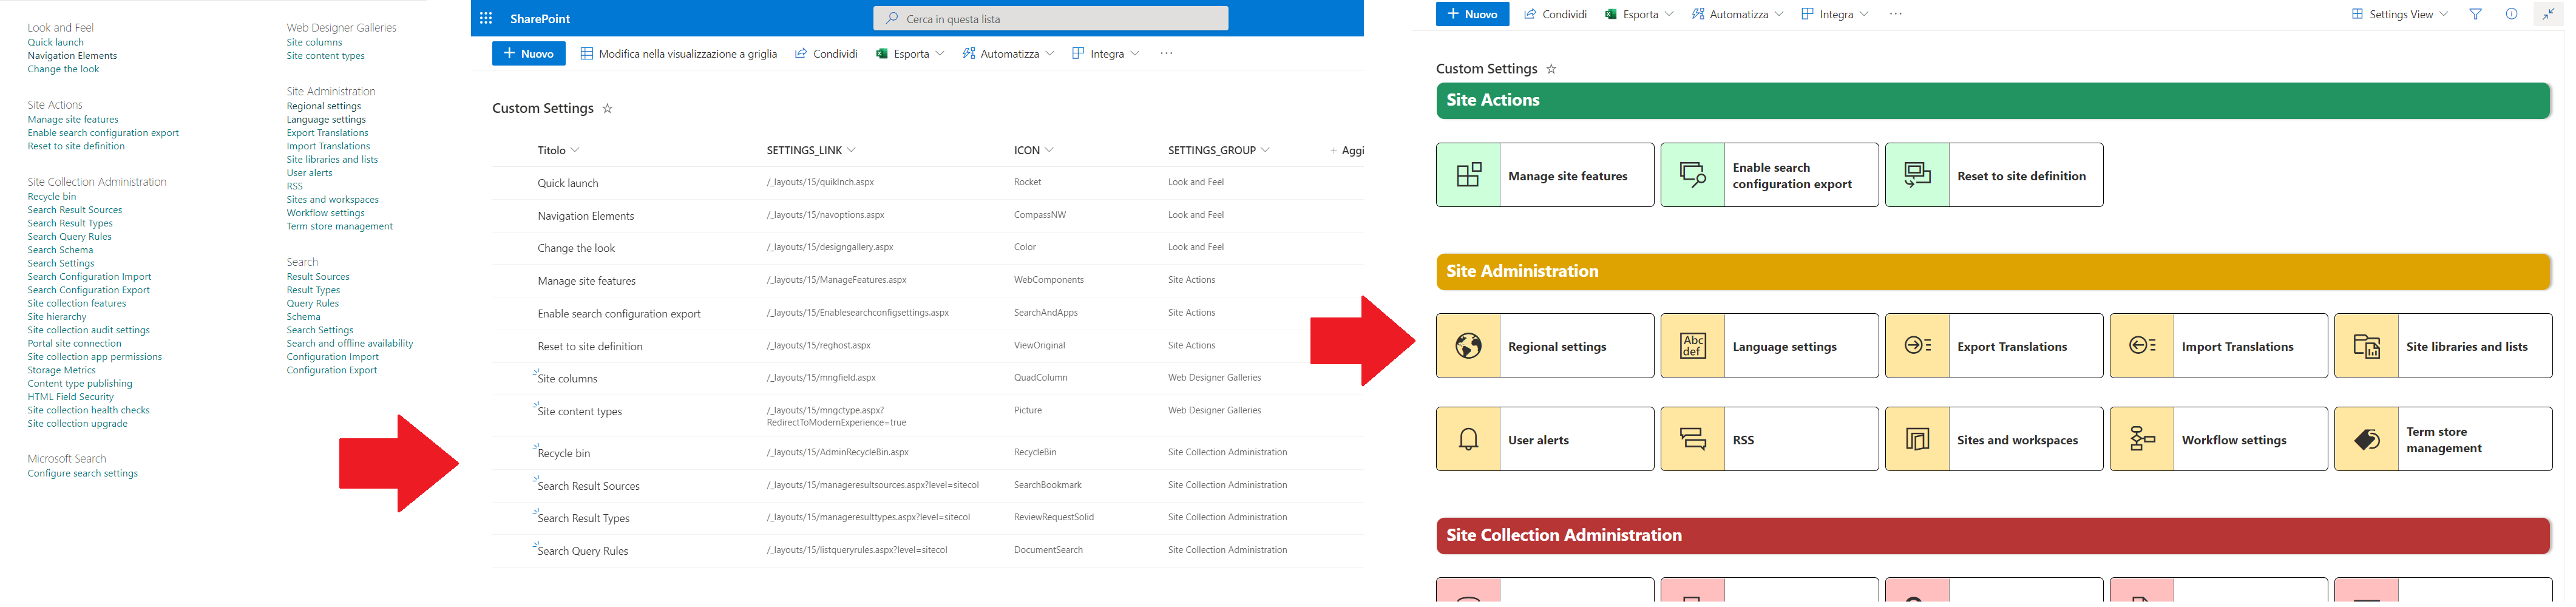 Look and Feel
Quick launch
Navigation Elements
Change the look
Site Actions
Manage site features
Enable search configuration export
Reset to site definition
Site Collection Administration
Recycle bin
Search Result Sources
Search Result Types
Search Query Rules
Search Schema
Search Settings
Search Configuration Import
Search Configuration Export
Site collection features
Site hierarchy
Site collection audit settings
Portal site connection
Site collection app permissions
Storage Metrics
Content type publishing
HTML Field Security
Site collection health checks
Site collection upgrade
Microsoft Search
Configure search settings
Web Designer Galleries
Site columns
Site content types
Site Administration
Regional settings
Language settings
Export Translations
Import Translations
Site libraries and lists
User alerts
RSS
Sites and workspaces
Workflow settings
Term store management
Search
Result Sources
Result Types
Query Rules
Schema
Search Settings
Search and offline availability
Configuration Import
Configuration Export
SharePoint
Cerca in questa lista
Nuovo Modifica nella visualizzazione a griglia Condividi Esporta Automatizza Integra
Custom Settings
Titolo SETTINGS_LINK ICON SETTINGS_GROUP + Aggi
Quick launch /_layouts/15/quiklnch.aspx Rocket Look and Feel
Navigation Elements /_layouts/15/navoptions.aspx CompassNW Look and Feel
Change the look /_layouts/15/designgallery.aspx Color Look and Feel
Manage site features /_layouts/15/ManageFeatures.aspx WebComponents Site Actions
Enable search configuration export /_layouts/15/Enablesearchconfigsettings.aspx SearchAndApps Site Actions
Reset to site definition /_layouts/15/reghost.aspx ViewOriginal Site Actions
Site columns /_layouts/15/mngfield.aspx QuadColumn Web Designer Galleries
Site content types /_layouts/15/mngctype.aspx? Picture Web Designer Galleries
RedirectToModernExperience=true
Recycle bin /_layouts/15/AdminRecycleBin.aspx RecycleBin Site Collection Administration
Search Result Sources /_layouts/15/manageresultsources.aspx?level=sitecol SearchBookmark Site Collection Administration
Search Result Types /_layouts/15/manageresulttypes.aspx?level=sitecol ReviewRequestSolid Site Collection Administration
Search Query Rules /_layouts/15/listqueryrules.aspx?level=sitecol DocumentSearch Site Collection Administration
Nuovo Condividi Esporta Automatizza Integra Settings View
Custom Settings
Site Actions
Manage site features
Enable search
configuration export
Reset to site definition
Site Administration
Regional settings
Abc
def
Language settings
Export Translations
Import Translations
Site libraries and lists
User alerts
RSS
Sites and workspaces
Workflow settings
Term store
management
Site Collection Administration